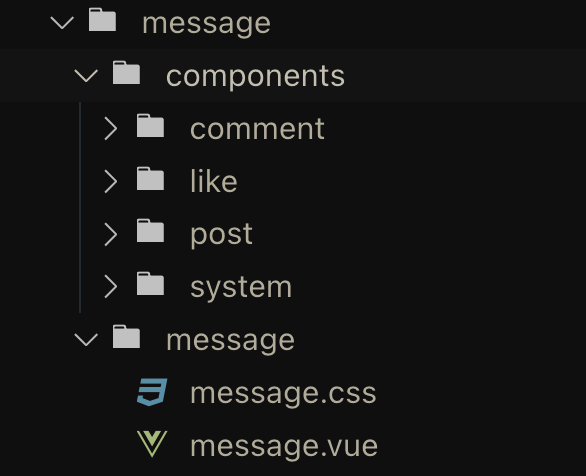 message
components
comment
like
post
system
message
message.css
message.vue